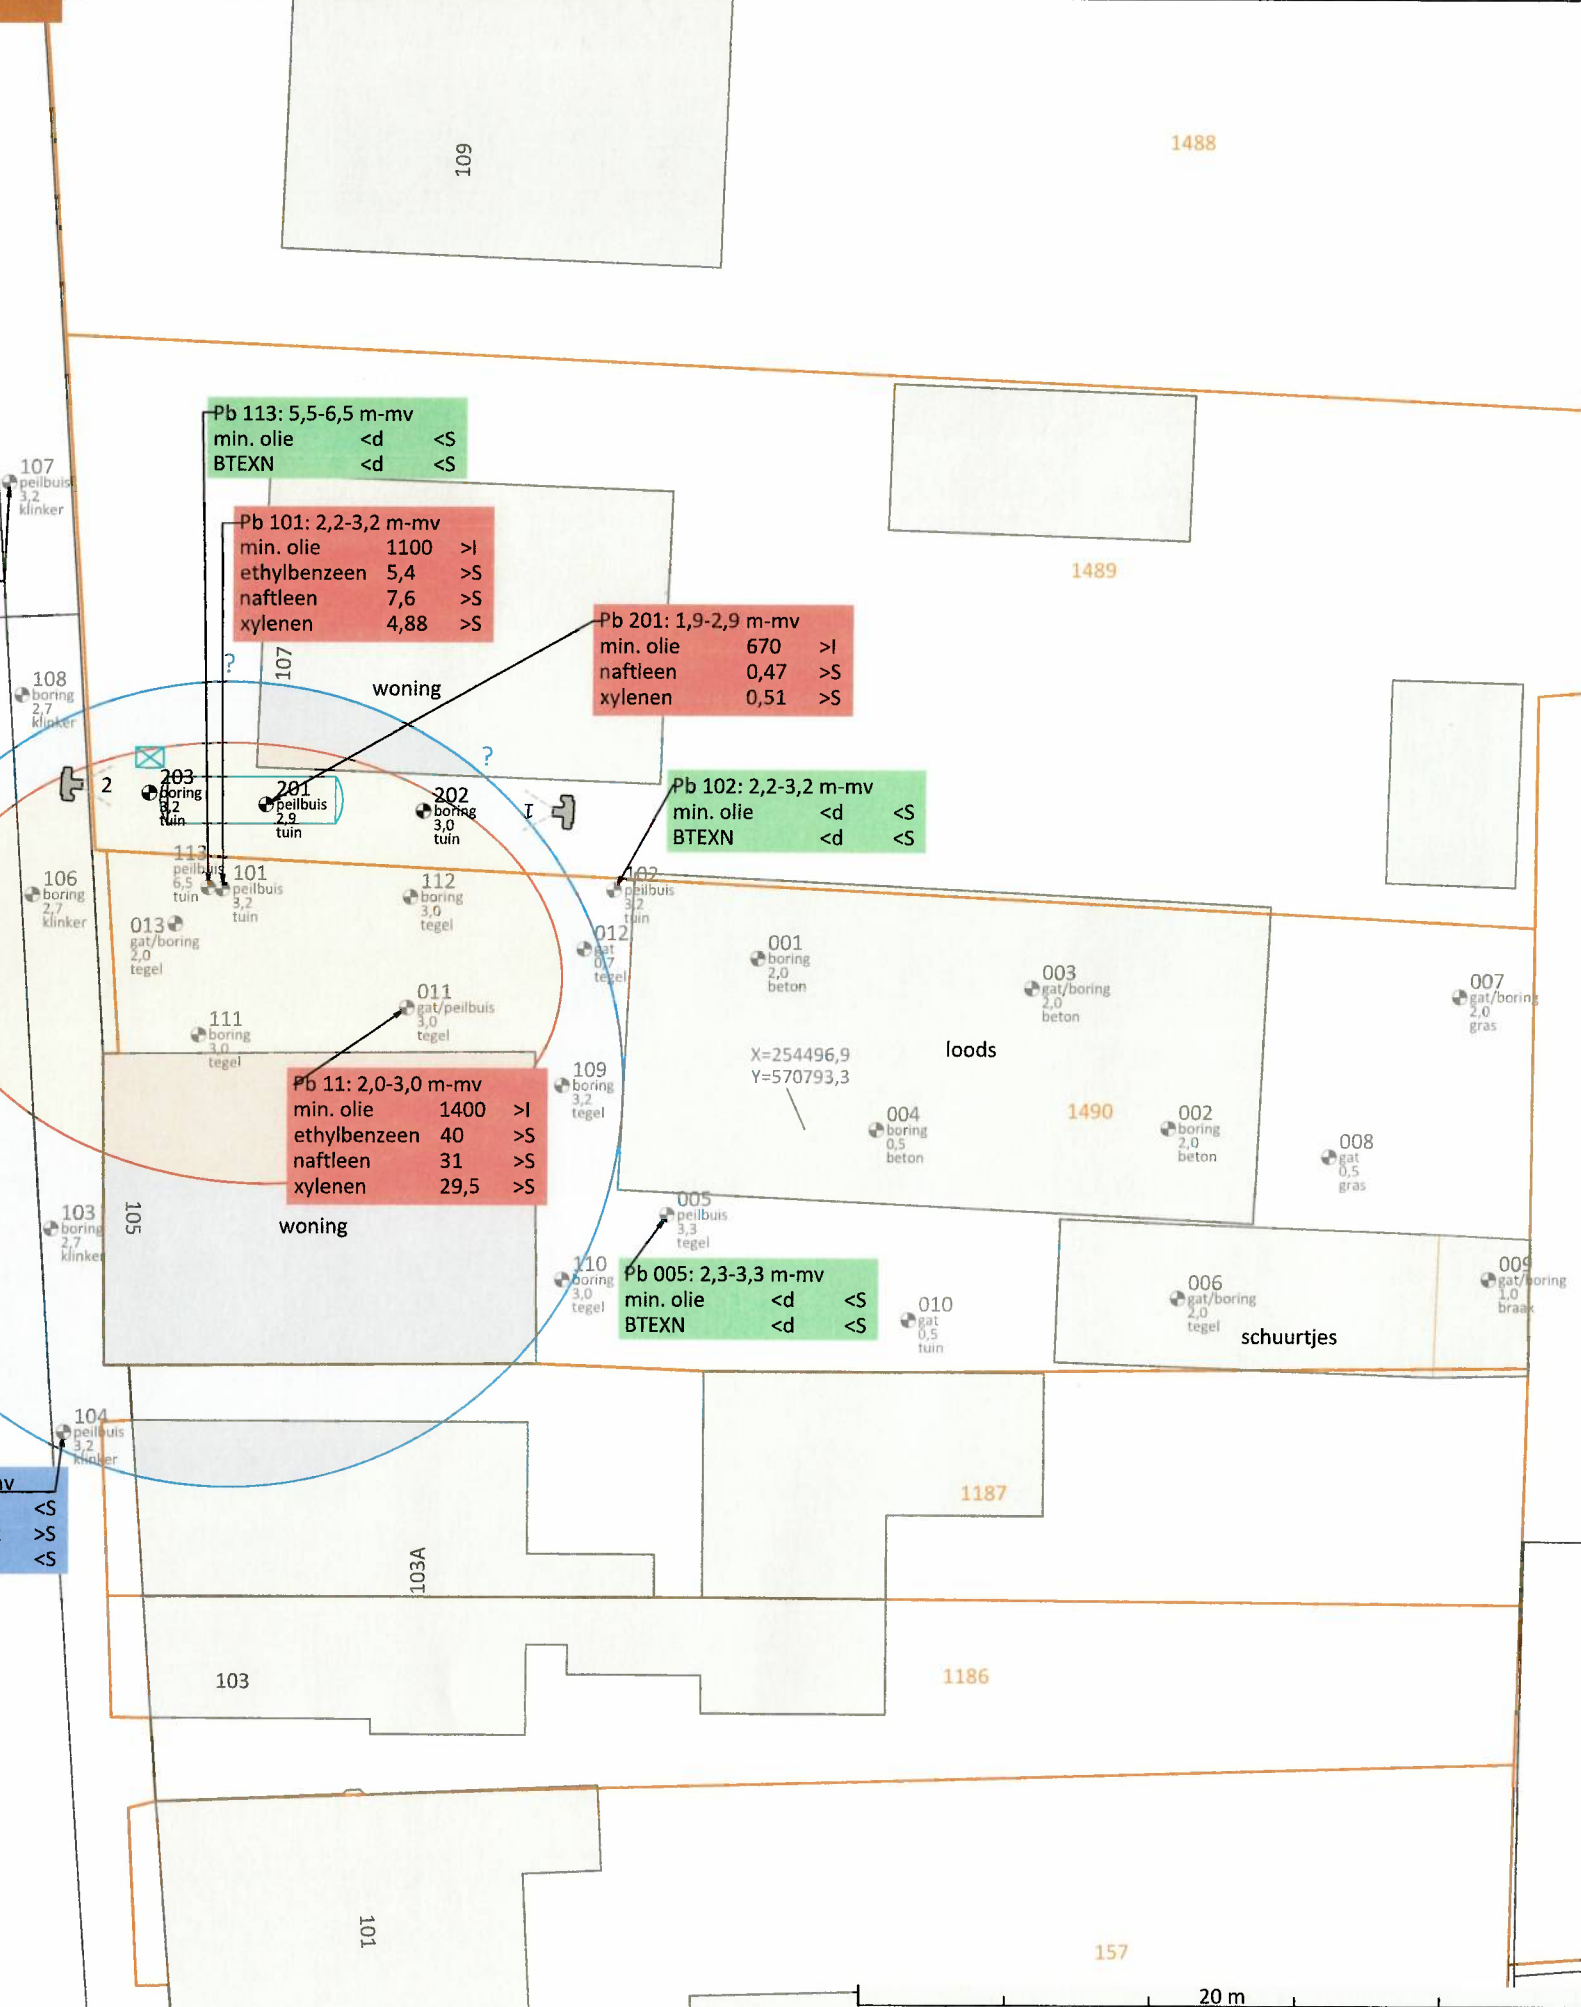 109
1488
Pb 113: 5,5-6,5 m-mv
min. olie <d <S
BTEXN <d <S
107
peilbuis
3,2
klinker
Pb 101: 2,2-3,2 m-mv
min. olie 1100 >I
ethylbenzeen 5,4 >S
naftleen 7,6 >S
xylenen 4,88 >S
1489
Pb 201: 1,9-2,9 m-mv
min. olie 670 >I
naftleen 0,47 >S
xylenen 0,51 >S
?
107
woning
108
boring
2,7
klinker
?
2
203
boring
3,2
tuin
201
peilbuis
2,9
tuin
202
boring
3,0
tuin
1
Pb 102: 2,2-3,2 m-mv
min. olie <d <S
BTEXN <d <S
113
peilbuis
6,5
tuin
101
peilbuis
3,2
tuin
112
boring
3,0
tegel
102
peilbuis
3,2
tuin
106
boring
2,7
klinker
013
gat/boring
2,0
tegel
012
gat
0,7
tegel
001
boring
2,0
beton
003
gat/boring
2,0
beton
007
gat/boring
2,0
gras
011
gat/peilbuis
3,0
tegel
111
boring
3,0
tegel
loods
X=254496,9
Y=570793,3
Pb 11: 2,0-3,0 m-mv
min. olie 1400 >I
ethylbenzeen 40 >S
naftleen 31 >S
xylenen 29,5 >S
109
boring
3,2
tegel
004
boring
0,5
beton
1490
002
boring
2,0
beton
008
gat
0,5
gras
103
boring
2,7
klinker
105
woning
005
peilbuis
3,3
tegel
110
boring
3,0
tegel
Pb 005: 2,3-3,3 m-mv
min. olie <d <S
BTEXN <d <S
010
gat
0,5
tuin
006
gat/boring
2,0
tegel
schuurtjes
009
gat/boring
1,0
braak
104
peilbuis
3,2
klinker
<S
>S
<S
1187
103A
103
1186
101
157
20 m